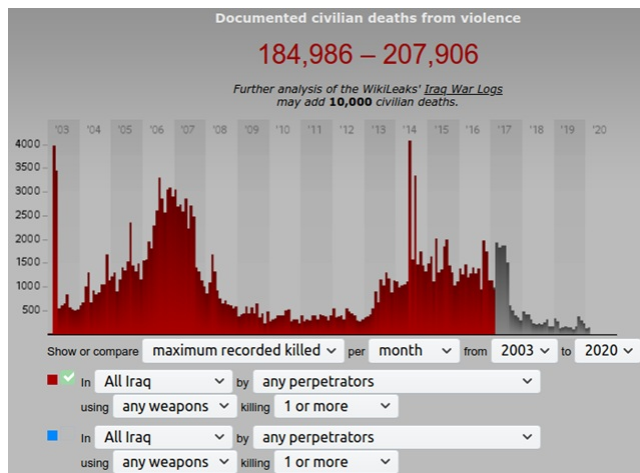 Documented civilian deaths from violence
184,986 – 207,906
Further analysis of the WikiLeaks' Iraq War Logs
may add 10,000 civilian deaths.
'03 '04 '05 '06 '07 '08 '09 '10 '11 '12 '13 '14 '15 '16 '17 '18 '19 '20
4000
3500
3000
2500
2000
1500
1000
500
Show or compare maximum recorded killed per month from 2003 to 2020
In All Iraq by any perpetrators
using any weapons killing 1 or more
In All Iraq by any perpetrators
using any weapons killing 1 or more